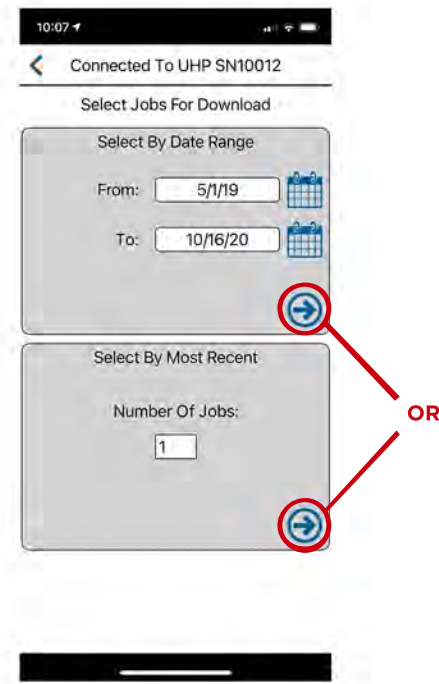 10:07
Connected To UHP SN10012
Select Jobs For Download
Select By Date Range
From: 5/1/19
To: 10/16/20
Select By Most Recent
Number Of Jobs:
1
OR